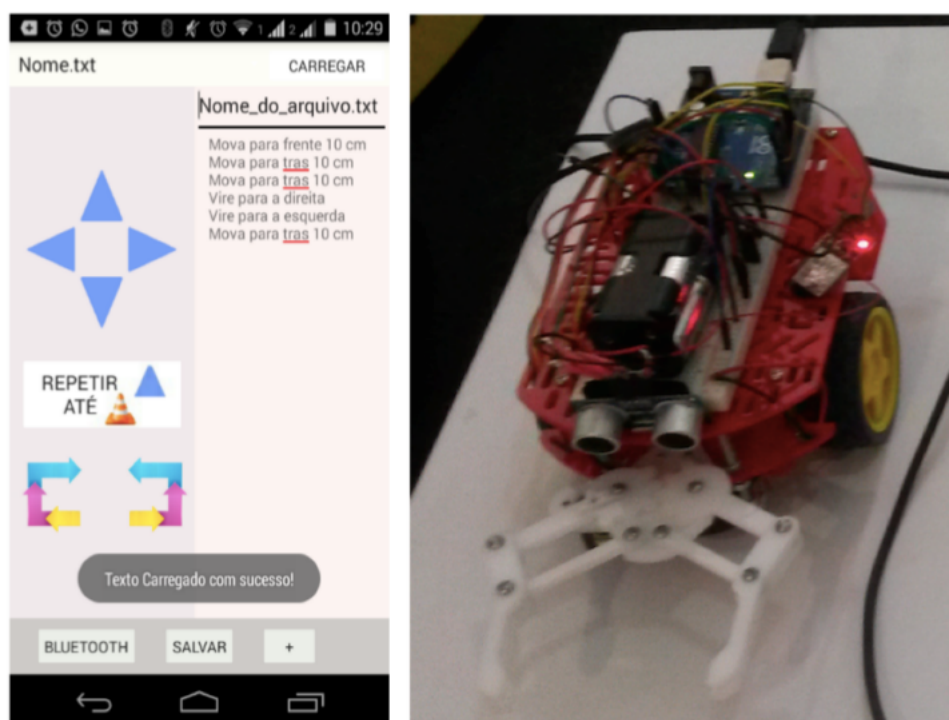 1 2 10:29
Nome.txt
CARREGAR
Nome_do_arquivo.txt
Mova para frente 10 cm
Mova para tras 10 cm
Mova para tras 10 cm
Vire para a direita
Vire para a esquerda
Mova para tras 10 cm
REPETIR
ATÉ
Texto Carregado com sucesso!
BLUETOOTH
SALVAR
+